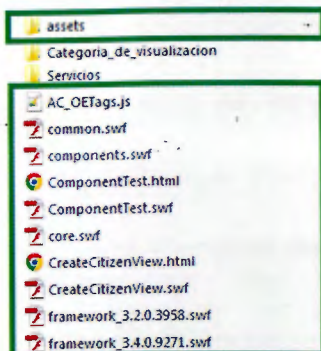 assets
Categoria_de_visualizacion
Servicios
AC_OETags.js
common.swf
components.swf
ComponentTest.html
ComponentTest.swf
core.swf
CreateCitizenView.html
CreateCitizenView.swf
framework_3.2.0.3958.swf
framework_3.4.0.9271.swf